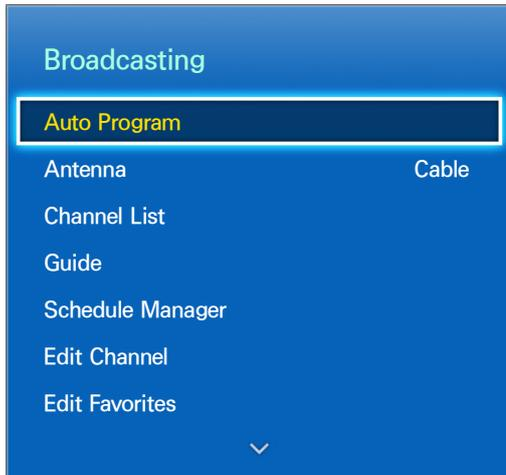 Broadcasting
Auto Program
Antenna Cable
Channel List
Guide
Schedule Manager
Edit Channel
Edit Favorites